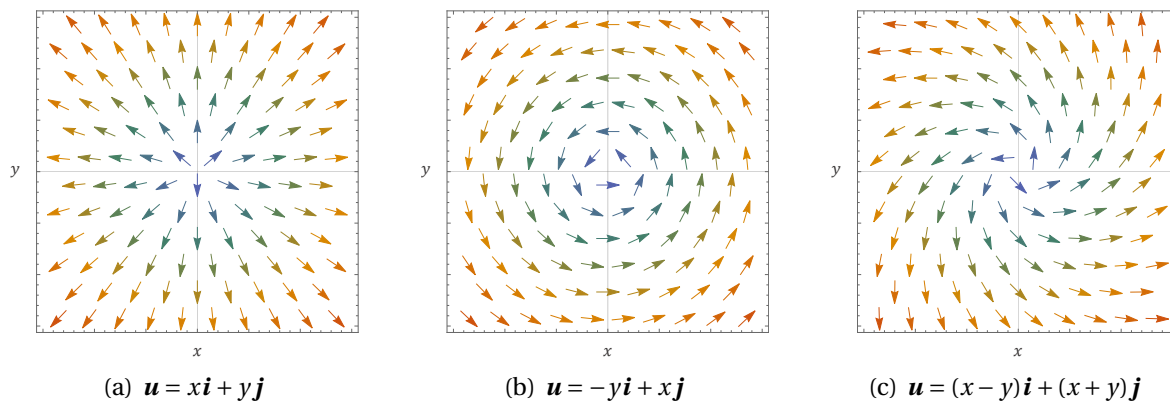 y
x
(a) u = xi + yj
y
x
(b) u = −yi + xj
y
x
(c) u = (x − y)i + (x + y)j